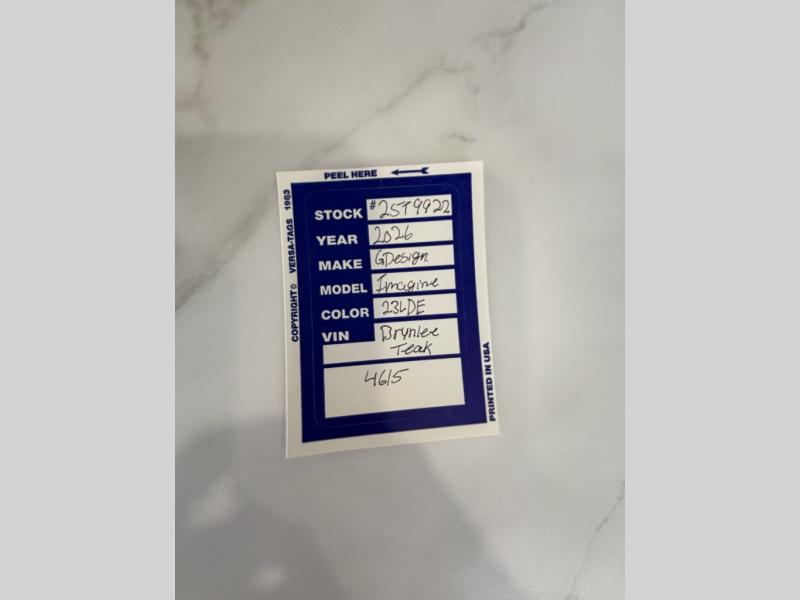 PEEL HERE
COPYRIGHT© VERSA-TAGS 1983
STOCK #25T9922
YEAR 2026
MAKE GDesign
MODEL Imagine
COLOR 23LDE
VIN Brynlee
Teak
4615
PRINTED IN USA